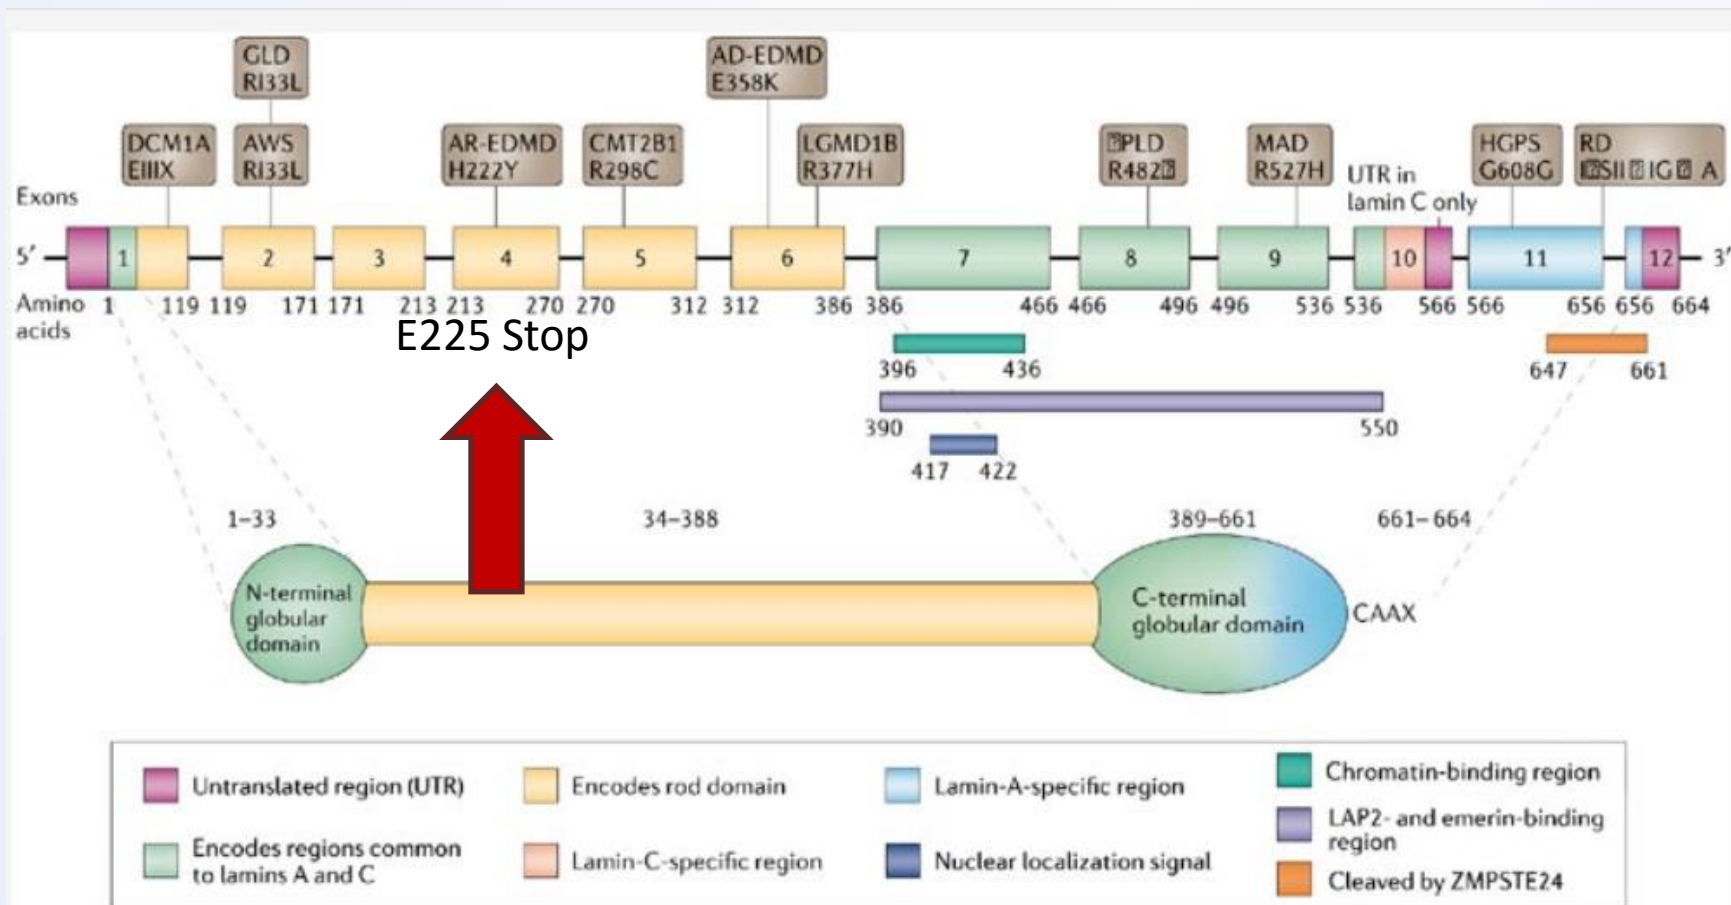 GLD
RI33L
AD-EDMD
E358K
DCM1A
EIIIX
AWS
RI33L
AR-EDMD
H222Y
CMT2B1
R298C
LGMD1B
R377H
PLD
R482
MAD
R527H
HGPS
G608G
RD
UTR in
lamin C only
Exons
5′ 1 2 3 4 5 6 7 8 9 10 11 12 3′
Amino acids 1 119 119 171 171 213 213 270 270 312 312 386 386 466 466 496 496 536 536 566 566 656 656 664
E225 Stop
396 436
647 661
390 550
417 422
1–33 34–388 389–661 661–664
N-terminal
globular
domain
C-terminal
globular domain
CAAX
Untranslated region (UTR)
Encodes regions common
to lamins A and C
Encodes rod domain
Lamin-C-specific region
Lamin-A-specific region
Nuclear localization signal
Chromatin-binding region
LAP2- and emerin-binding
region
Cleaved by ZMPSTE24